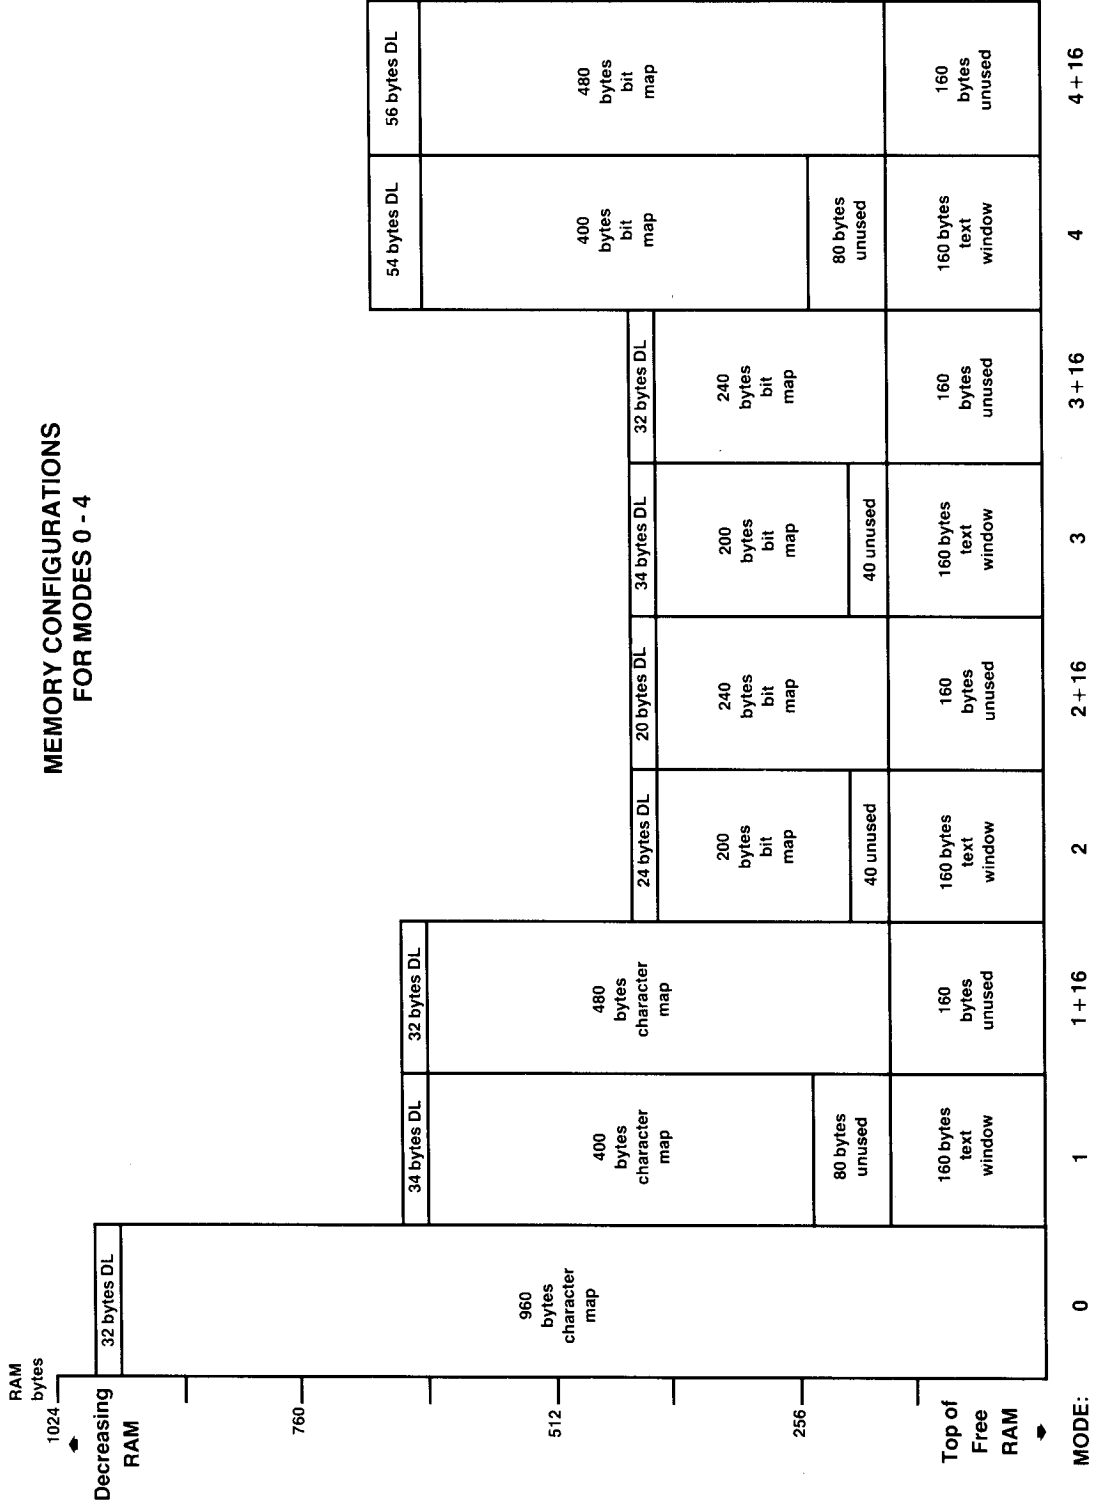 MEMORY CONFIGURATIONS
FOR MODES 0 - 4
RAM
bytes
1024
Decreasing
RAM
760
512
256
Top of
Free
RAM
MODE:
32 bytes DL
960
bytes
character
map
0
34 bytes DL
400
bytes
character
map
80 bytes
unused
160 bytes
text
window
1
32 bytes DL
480
bytes
character
map
160
bytes
unused
1 + 16
24 bytes DL
200
bytes
bit
map
40 unused
160 bytes
text
window
2
20 bytes DL
240
bytes
bit
map
160
bytes
unused
2 + 16
34 bytes DL
200
bytes
bit
map
40 unused
160 bytes
text
window
3
32 bytes DL
240
bytes
bit
map
160
bytes
unused
3 + 16
54 bytes DL
400
bytes
bit
map
80 bytes
unused
160 bytes
text
window
4
56 bytes DL
480
bytes
bit
map
160
bytes
unused
4 + 16